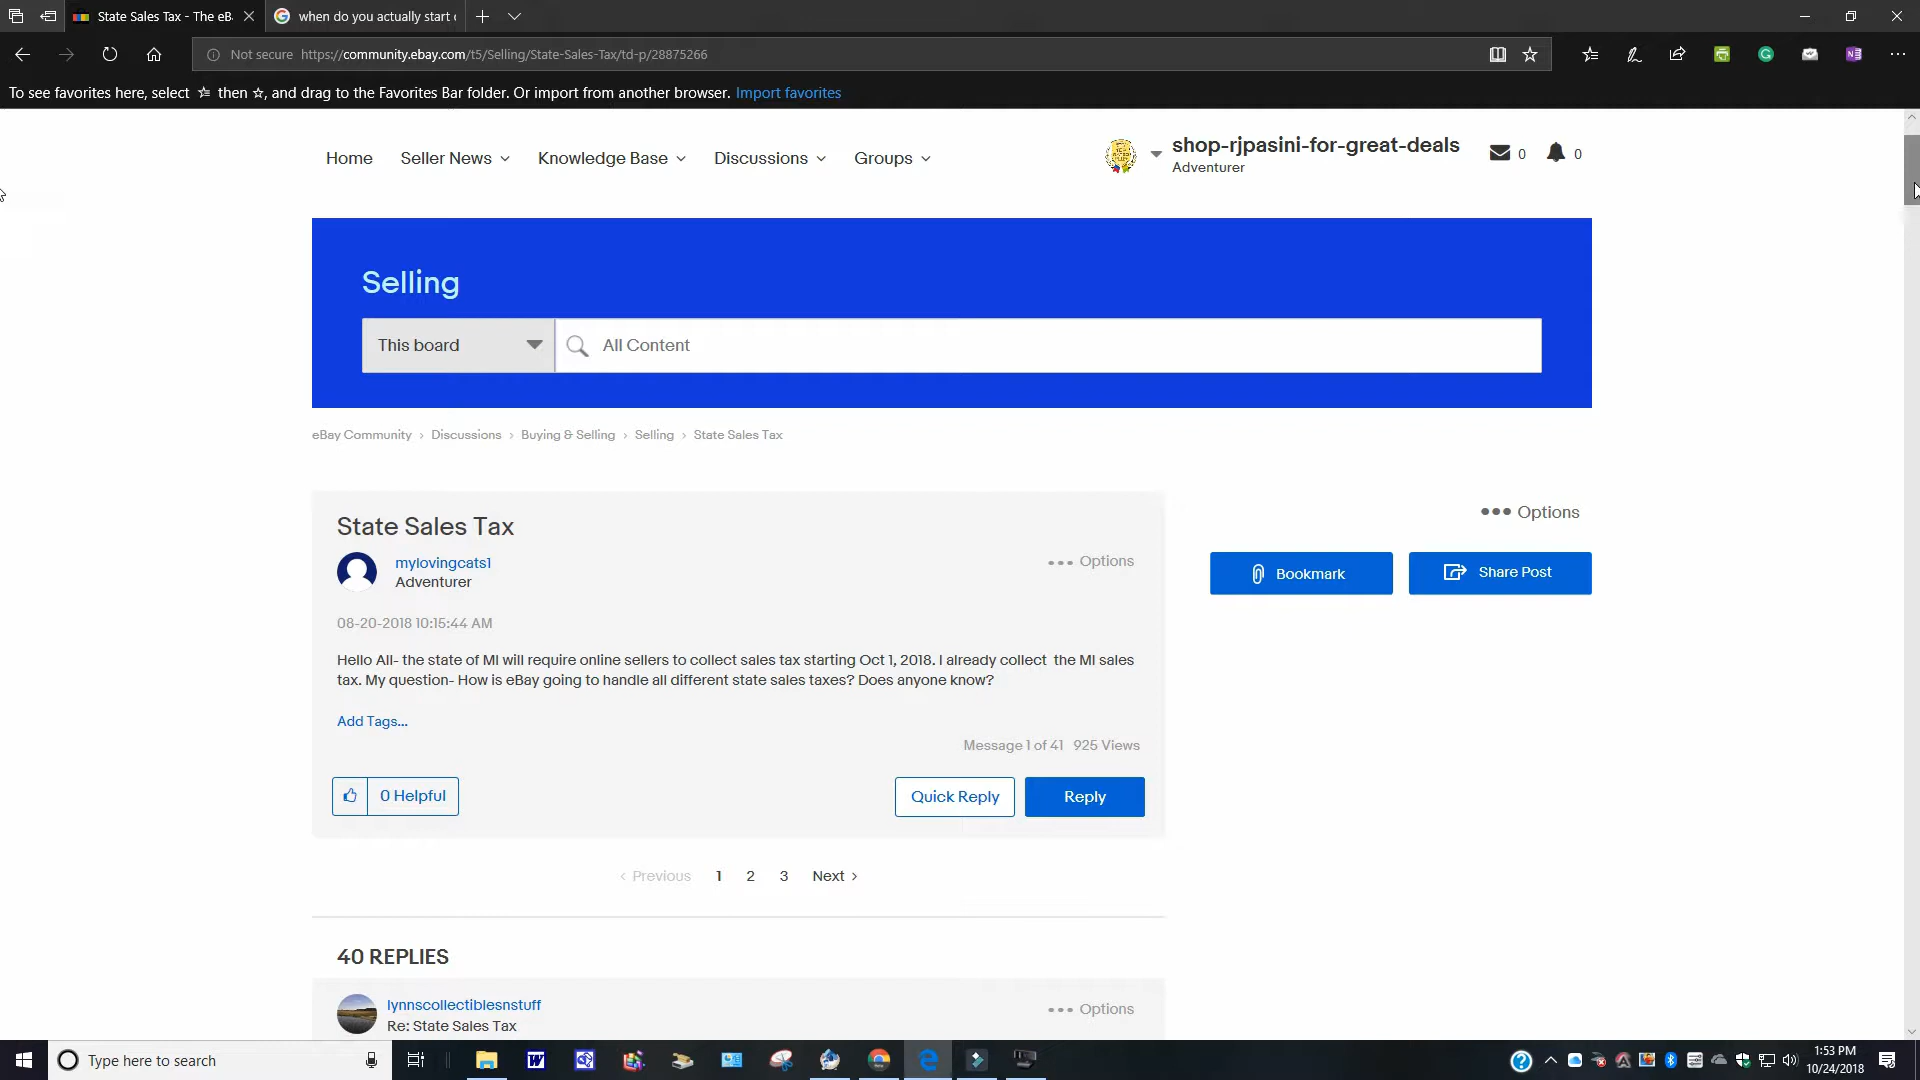 State Sales Tax - The eB
when do you actually start
Not secure https://community.ebay.com/t5/Selling/State-Sales-Tax/td-p/28875266
To see favorites here, select then , and drag to the Favorites Bar folder. Or import from another browser. Import favorites
Home Seller News Knowledge Base Discussions Groups
shop-rjpasini-for-great-deals
Adventurer
0 0
Selling
This board
All Content
eBay Community › Discussions › Buying & Selling › Selling › State Sales Tax
State Sales Tax
mylovingcats1
Adventurer
Options
Options
Bookmark
Share Post
08-20-2018 10:15:44 AM
Hello All- the state of MI will require online sellers to collect sales tax starting Oct 1, 2018. I already collect the MI sales
tax. My question- How is eBay going to handle all different state sales taxes? Does anyone know?
Add Tags...
Message 1 of 41 925 Views
0 Helpful
Quick Reply
Reply
‹ Previous 1 2 3 Next ›
40 REPLIES
lynnscollectiblesnstuff
Re: State Sales Tax
Options
Type here to search
1:53 PM
10/24/2018